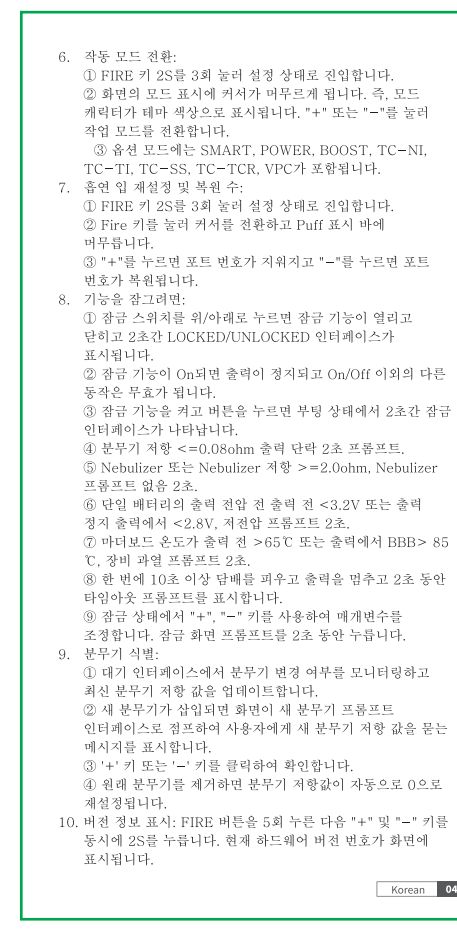 6. 작동 모드 전환:
① FIRE 키 2S를 3회 눌러 설정 상태로 진입합니다.
② 화면의 모드 표시에 커서가 머무르게 됩니다. 즉, 모드
캐릭터가 테마 색상으로 표시됩니다. "+" 또는 "−"를 눌러
작업 모드를 전환합니다.
③ 옵션 모드에는 SMART, POWER, BOOST, TC−NI,
TC−TI, TC−SS, TC−TCR, VPC가 포함됩니다.
7. 흡연 입 재설정 및 복원 수:
① FIRE 키 2S를 3회 눌러 설정 상태로 진입합니다.
② Fire 키를 눌러 커서를 전환하고 Puff 표시 바에
머무릅니다.
③ "+"를 누르면 포트 번호가 지워지고 "−"를 누르면 포트
번호가 복원됩니다.
8. 기능을 잠그려면:
① 잠금 스위치를 위/아래로 누르면 잠금 기능이 열리고
닫히고 2초간 LOCKED/UNLOCKED 인터페이스가
표시됩니다.
② 잠금 기능이 On되면 출력이 정지되고 On/Off 이외의 다른
동작은 무효가 됩니다.
③ 잠금 기능을 켜고 버튼을 누르면 부팅 상태에서 2초간 잠금
인터페이스가 나타납니다.
④ 분무기 저항 <=0.08ohm 출력 단락 2초 프롬프트.
⑤ Nebulizer 또는 Nebulizer 저항 >=2.0ohm, Nebulizer
프롬프트 없음 2초.
⑥ 단일 배터리의 출력 전압 전 출력 전 <3.2V 또는 출력
정지 출력에서 <2.8V, 저전압 프롬프트 2초.
⑦ 마더보드 온도가 출력 전 >65℃ 또는 출력에서 BBB> 85
℃, 장비 과열 프롬프트 2초.
⑧ 한 번에 10초 이상 담배를 피우고 출력을 멈추고 2초 동안
타임아웃 프롬프트를 표시합니다.
⑨ 잠금 상태에서 "+", "−" 키를 사용하여 매개변수를
조정합니다. 잠금 화면 프롬프트를 2초 동안 누릅니다.
9. 분무기 식별:
① 대기 인터페이스에서 분무기 변경 여부를 모니터링하고
최신 분무기 저항 값을 업데이트합니다.
② 새 분무기가 삽입되면 화면이 새 분무기 프롬프트
인터페이스로 점프하여 사용자에게 새 분무기 저항 값을 묻는
메시지를 표시합니다.
③ '+' 키 또는 '−' 키를 클릭하여 확인합니다.
④ 원래 분무기를 제거하면 분무기 저항값이 자동으로 0으로
재설정됩니다.
10. 버전 정보 표시: FIRE 버튼을 5회 누른 다음 "+" 및 "−" 키를
동시에 2S를 누릅니다. 현재 하드웨어 버전 번호가 화면에
표시됩니다.
Korean 04